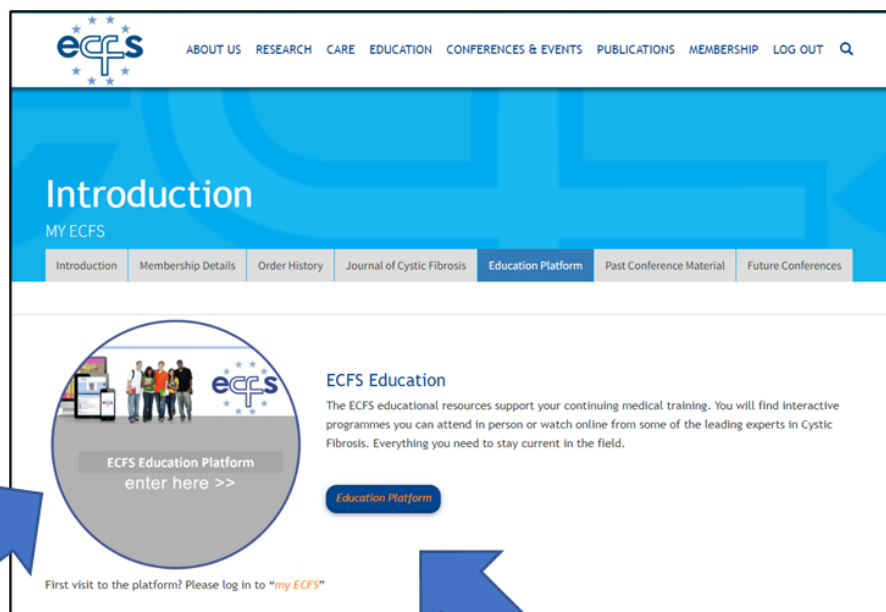 ecfs
ABOUT US RESEARCH CARE EDUCATION CONFERENCES & EVENTS PUBLICATIONS MEMBERSHIP LOG OUT
Introduction
MY ECFS
Introduction Membership Details Order History Journal of Cystic Fibrosis Education Platform Past Conference Material Future Conferences
ecfs
ECFS Education Platform
enter here >>
ECFS Education
The ECFS educational resources support your continuing medical training. You will find interactive
programmes you can attend in person or watch online from some of the leading experts in Cystic
Fibrosis. Everything you need to stay current in the field.
Education Platform
First visit to the platform? Please log in to “my ECFS”